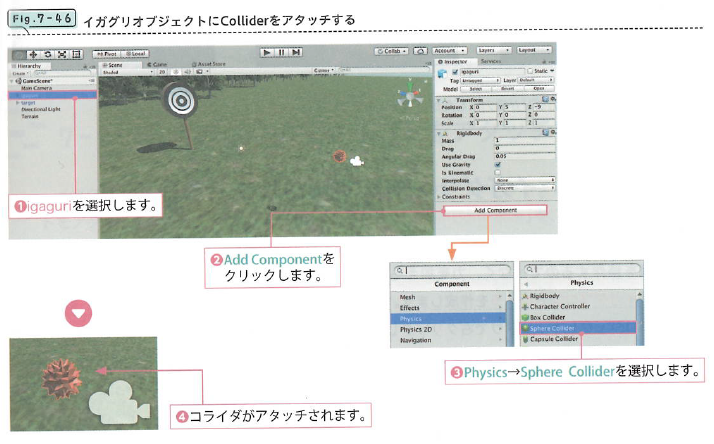 Fig.7-46 イガグリオブジェクトにColliderをアタッチする
Pivot Local
Collab Account Layers Layout
Hierarchy
Scene Game Asset Store
Inspector Services
Shaded 2D
Gizmos
GameScene*
Main Camera
target
Directional Light
Terrain
igaguri Static
Tag Untagged Layer Default
Model Select Revert Open
Transform
Position X 0 Y 5 Z -9
Rotation X 0 Y 0 Z 0
Scale X 1 Y 1 Z 1
Rigidbody
Mass 1
Drag 0
Angular Drag 0.05
Use Gravity
Is Kinematic
Interpolate None
Collision Detection Discrete
Constraints
Add Component
❶igaguriを選択します。
❷Add Componentを
クリックします。
Component
Mesh
Effects
Physics
Physics 2D
Navigation
Physics
Rigidbody
Character Controller
Box Collider
Sphere Collider
Capsule Collider
❸Physics→Sphere Colliderを選択します。
❹コライダがアタッチされます。